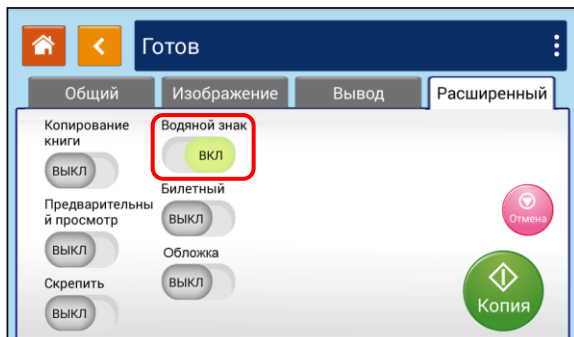 Готов
Общий
Изображение
Вывод
Расширенный
Копирование
книги
ВЫКЛ
Предварительны
й просмотр
ВЫКЛ
Скрепить
ВЫКЛ
Водяной знак
ВКЛ
Билетный
ВЫКЛ
Обложка
ВЫКЛ
Отмена
Копия